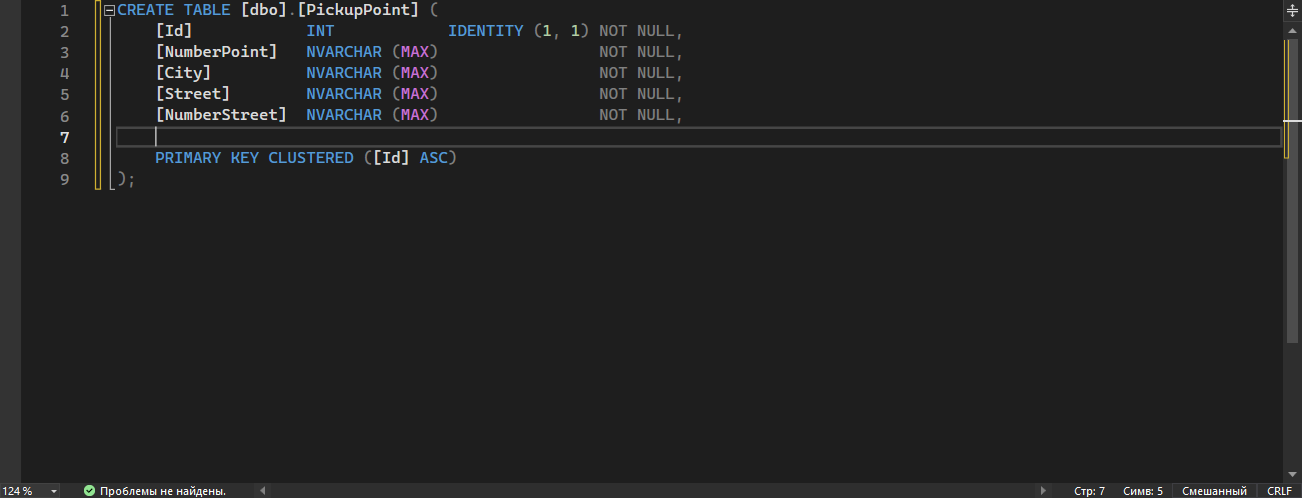 1 CREATE TABLE [dbo].[PickupPoint] (
2 [Id] INT IDENTITY (1, 1) NOT NULL,
3 [NumberPoint] NVARCHAR (MAX) NOT NULL,
4 [City] NVARCHAR (MAX) NOT NULL,
5 [Street] NVARCHAR (MAX) NOT NULL,
6 [NumberStreet] NVARCHAR (MAX) NOT NULL,
7
8 PRIMARY KEY CLUSTERED ([Id] ASC)
9 );
124 % Проблемы не найдены. Стр: 7 Симв: 5 Смешанный CRLF